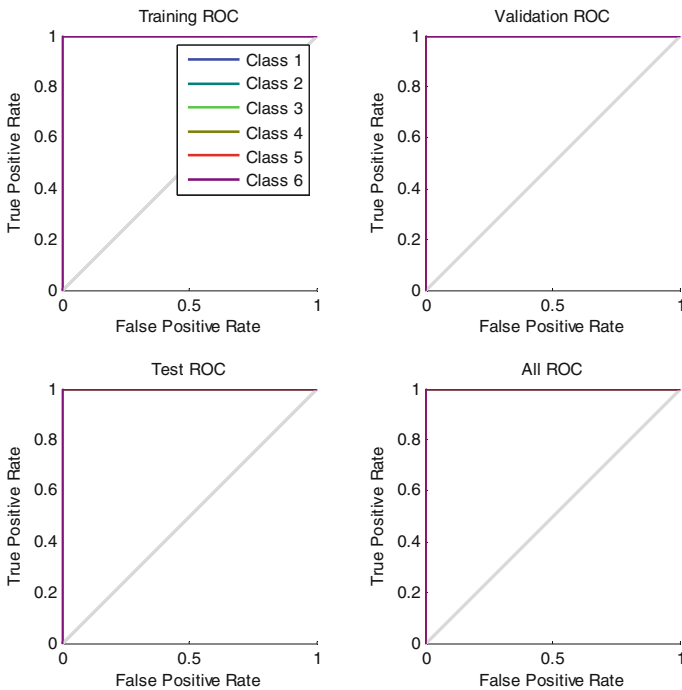 Training ROC
1
0.8
0.6
0.4
0.2
0
True Positive Rate
Class 1
Class 2
Class 3
Class 4
Class 5
Class 6
0
0.5
1
False Positive Rate
Validation ROC
1
0.8
0.6
0.4
0.2
0
True Positive Rate
0
0.5
1
False Positive Rate
Test ROC
1
0.8
0.6
0.4
0.2
0
True Positive Rate
0
0.5
1
False Positive Rate
All ROC
1
0.8
0.6
0.4
0.2
0
True Positive Rate
0
0.5
1
False Positive Rate